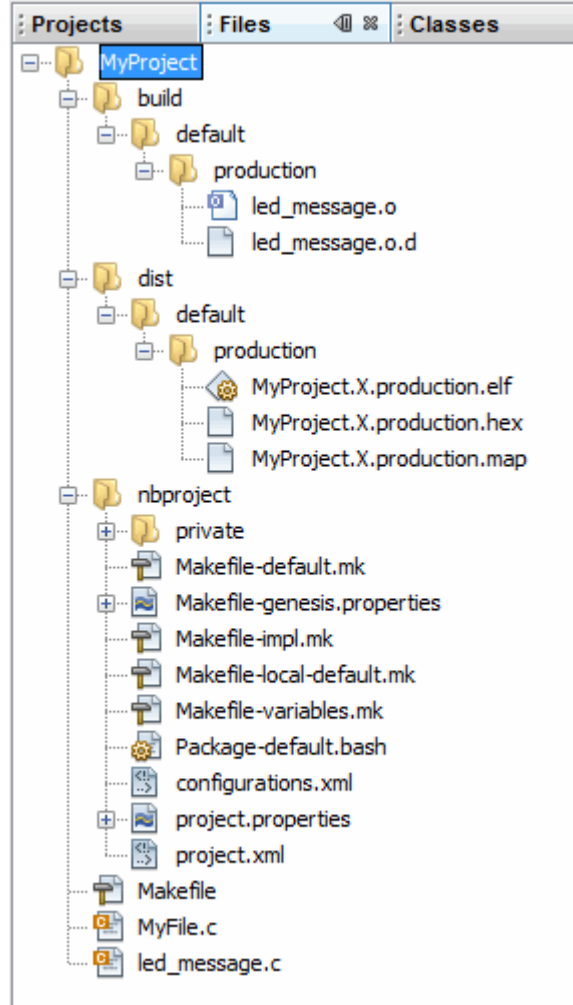 Projects Files Classes
MyProject
build
default
production
led_message.o
led_message.o.d
dist
default
production
MyProject.X.production.elf
MyProject.X.production.hex
MyProject.X.production.map
nbproject
private
Makefile-default.mk
Makefile-genesis.properties
Makefile-impl.mk
Makefile-local-default.mk
Makefile-variables.mk
Package-default.bash
configurations.xml
project.properties
project.xml
Makefile
MyFile.c
led_message.c